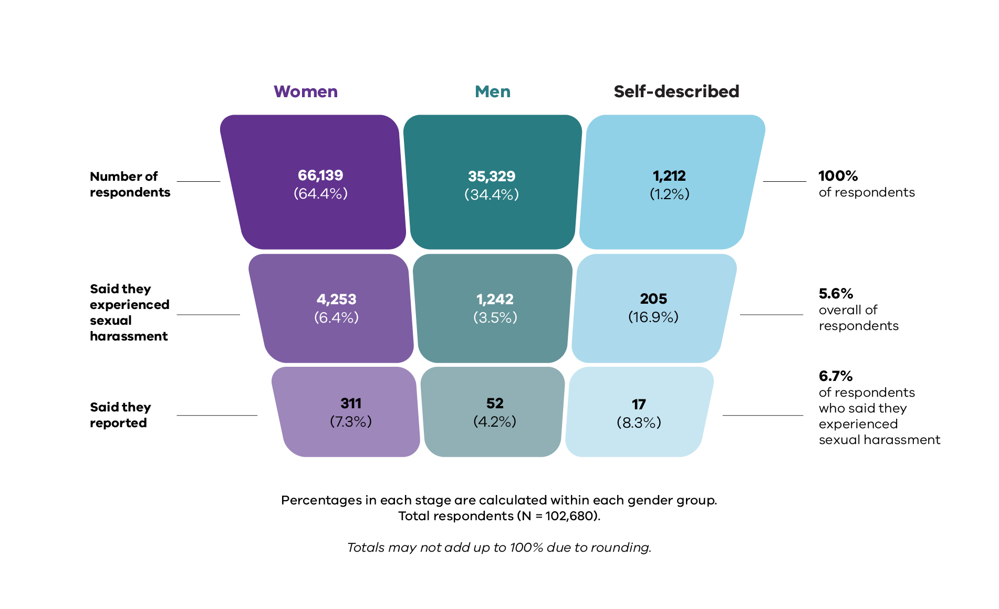 Women
Men
Self-described
Number of
respondents
66,139
(64.4%)
35,329
(34.4%)
1,212
(1.2%)
100%
of respondents
Said they
experienced
sexual
harassment
4,253
(6.4%)
1,242
(3.5%)
205
(16.9%)
5.6%
overall of
respondents
Said they
reported
311
(7.3%)
52
(4.2%)
17
(8.3%)
6.7%
of respondents
who said they
experienced
sexual harassment
Percentages in each stage are calculated within each gender group.
Total respondents (N = 102,680).
Totals may not add up to 100% due to rounding.